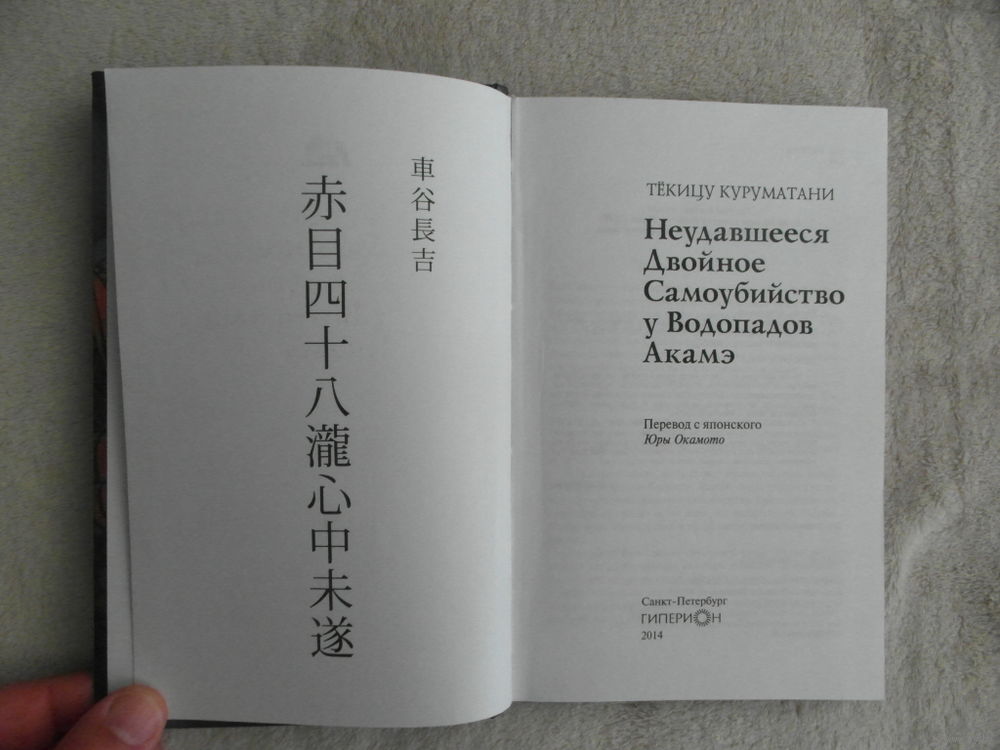 車谷長吉
赤目四十八瀧心中未遂
ТЁКИЦУ КУРУМАТАНИ
Неудавшееся
Двойное
Самоубийство
у Водопадов
Акамэ
Перевод с японского
Юры Окамото
Санкт-Петербург
ГИПЕРИОН
2014